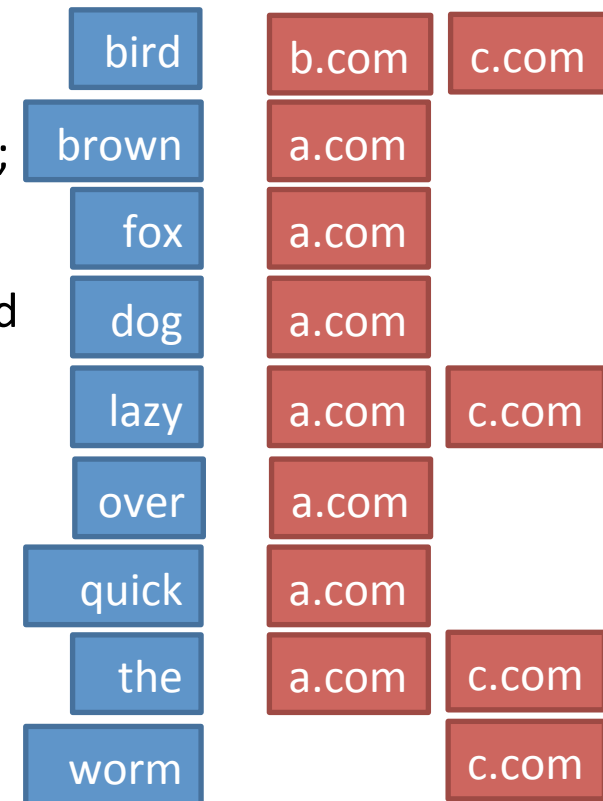 bird b.com c.com
; brown a.com
fox a.com
d dog a.com
lazy a.com c.com
over a.com
quick a.com
the a.com c.com
worm c.com